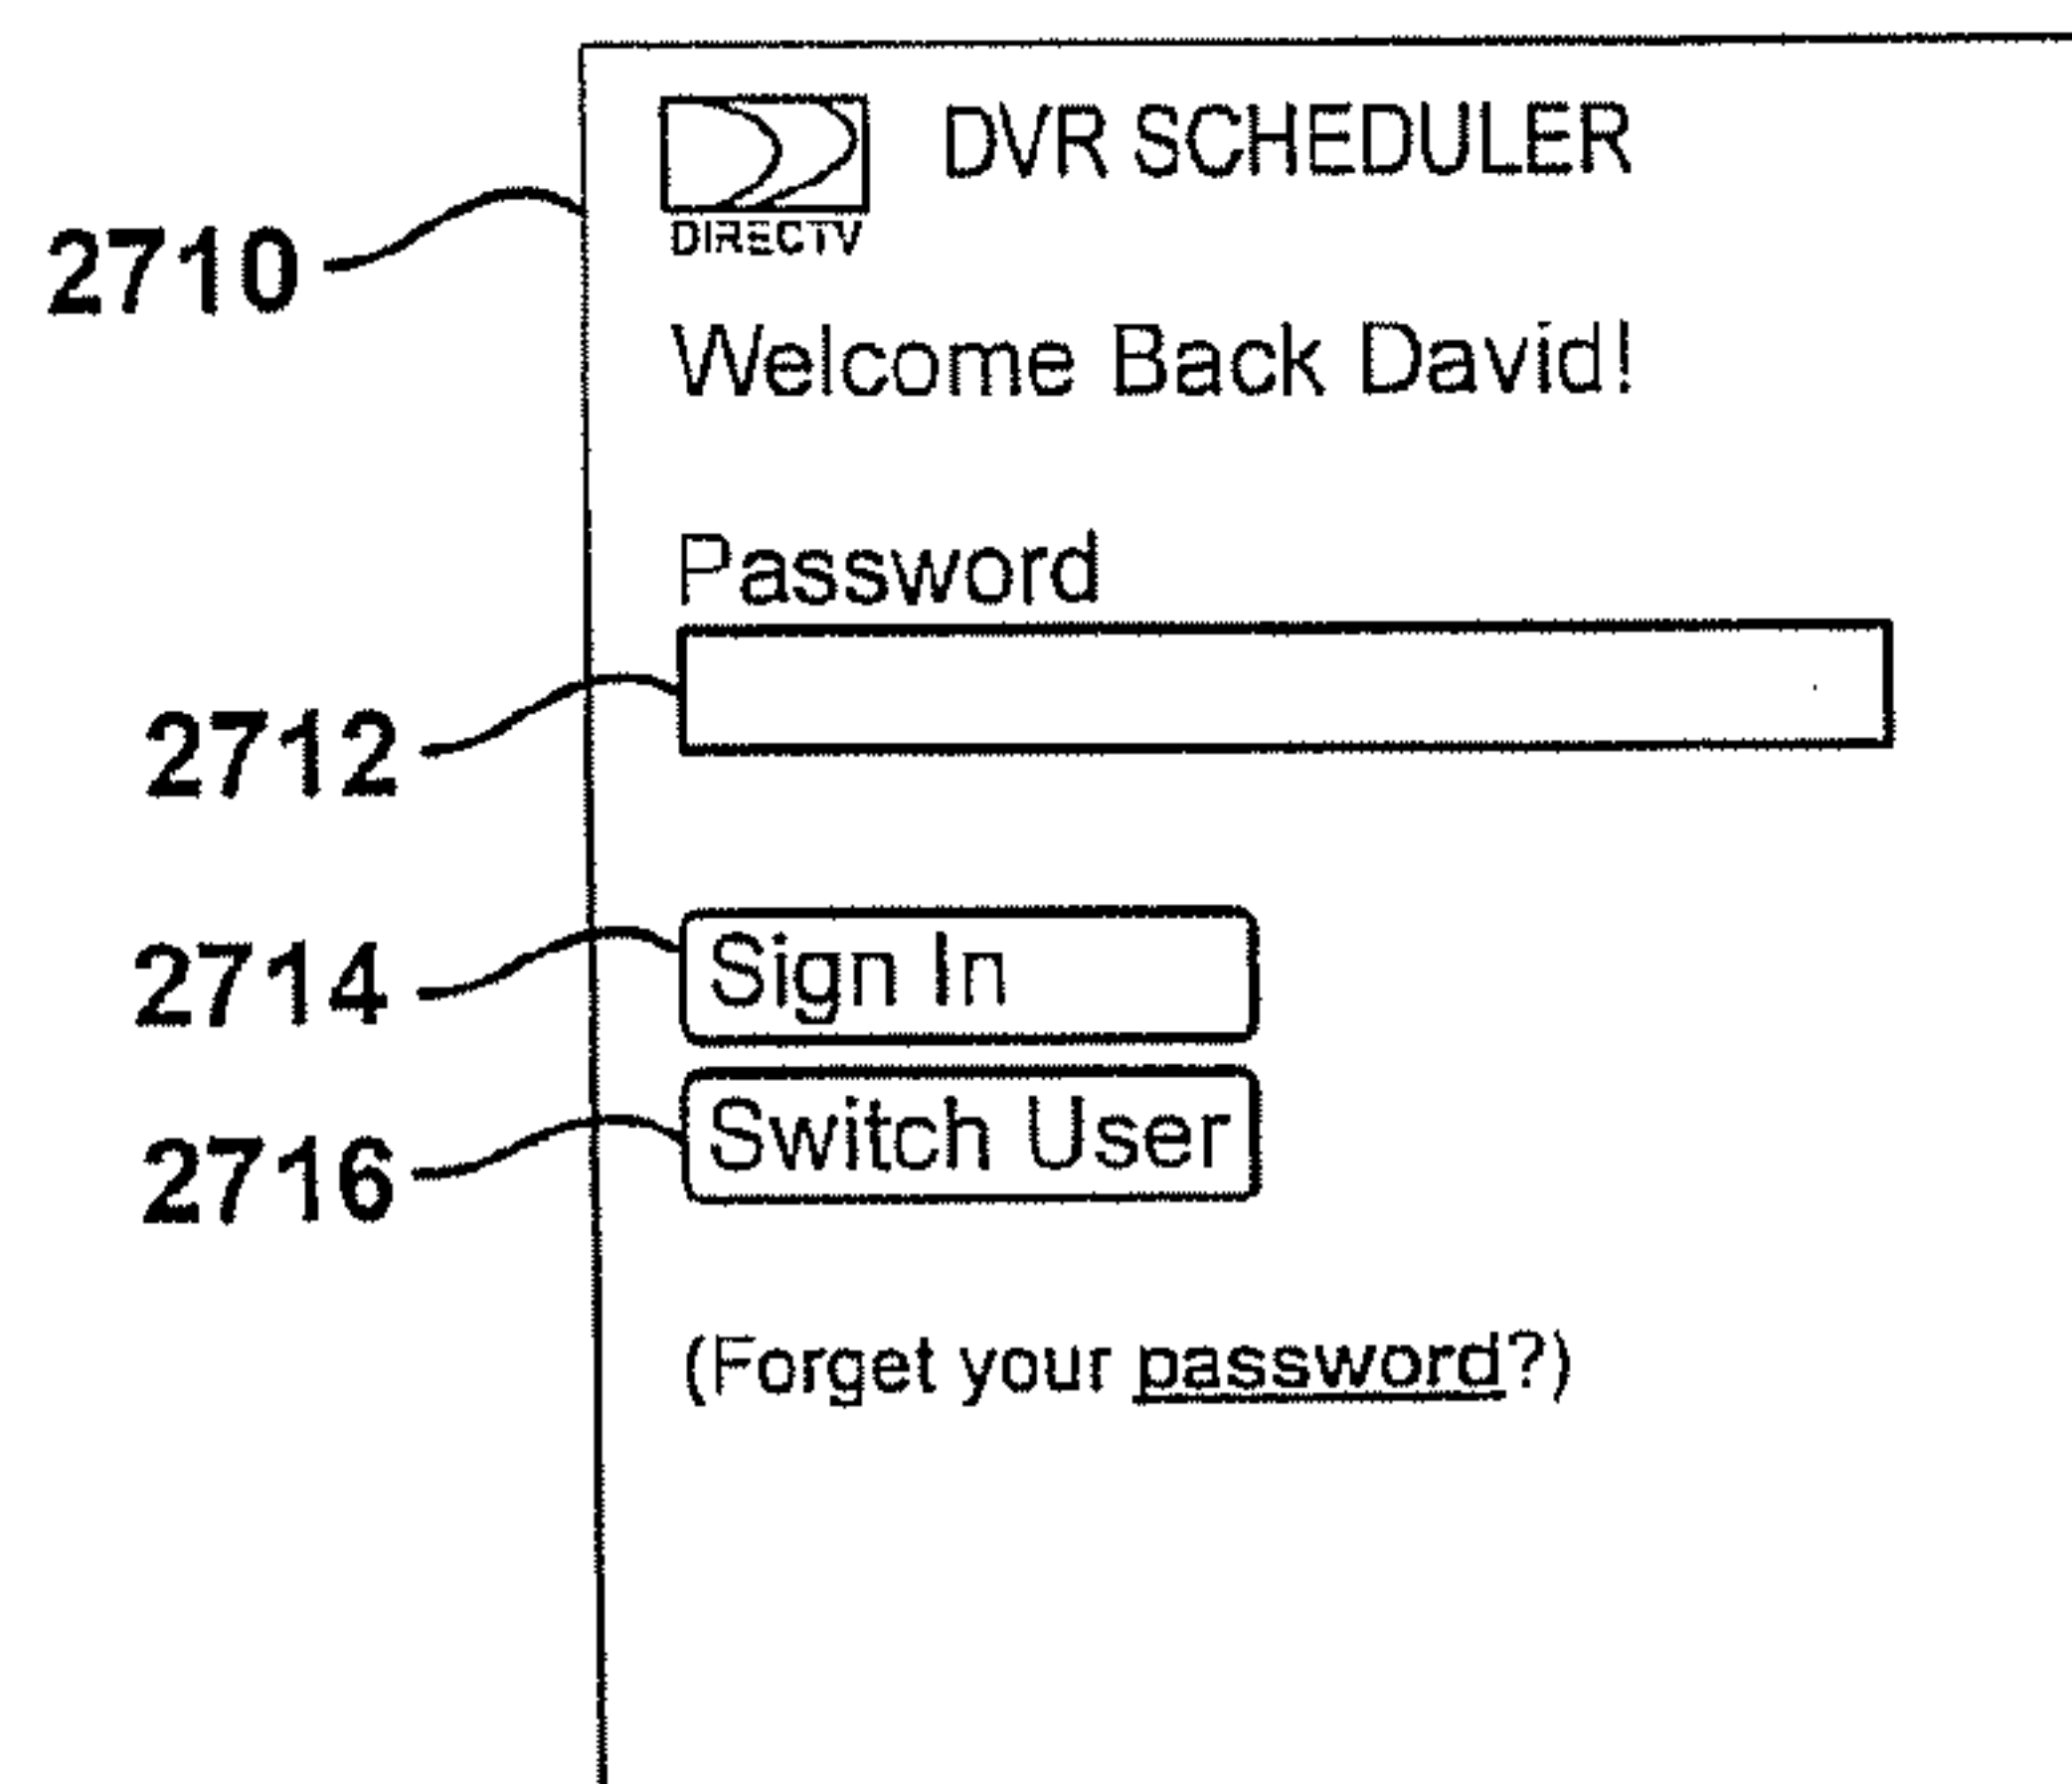 DVR SCHEDULER
DIRECTV
2710
Welcome Back David!
Password
2712
2714
Sign In
Switch User
2716
(Forget your password?)